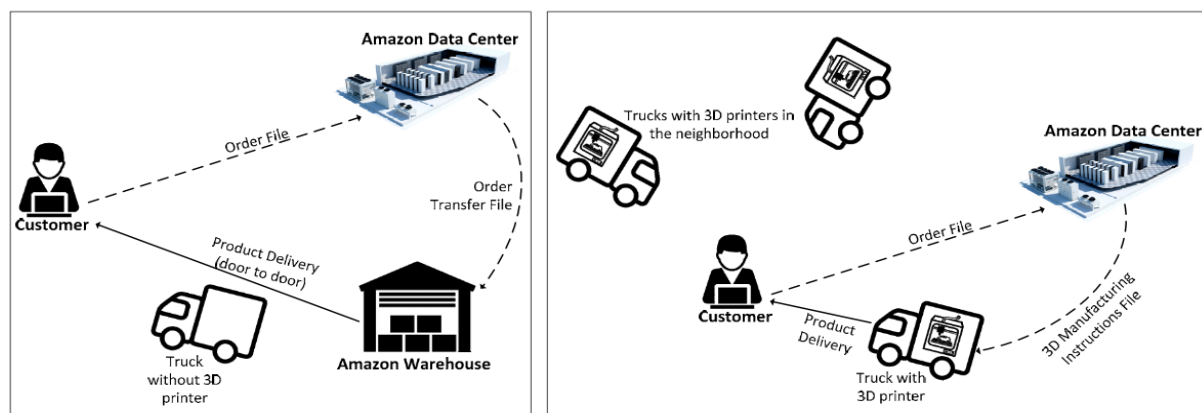 Amazon Data Center
Order File
Order
Transfer File
Customer
Product Delivery
(door to door)
Truck
without 3D
printer
Amazon Warehouse
Trucks with 3D printers in
the neighborhood
Amazon Data Center
Order File
Customer
Product
Delivery
3D Manufacturing
Instructions File
Truck with
3D printer